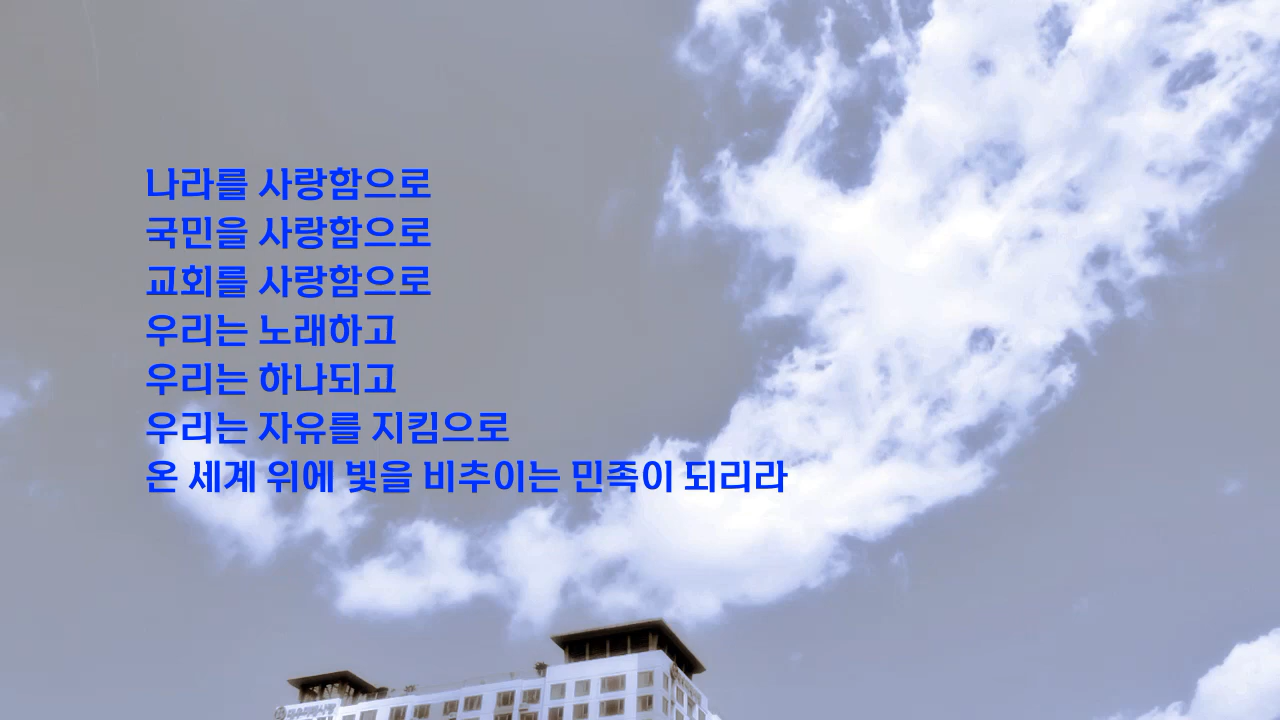 나라를 사랑함으로
국민을 사랑함으로
교회를 사랑함으로
우리는 노래하고
우리는 하나되고
우리는 자유를 지킴으로
온 세계 위에 빛을 비추이는 민족이 되리라